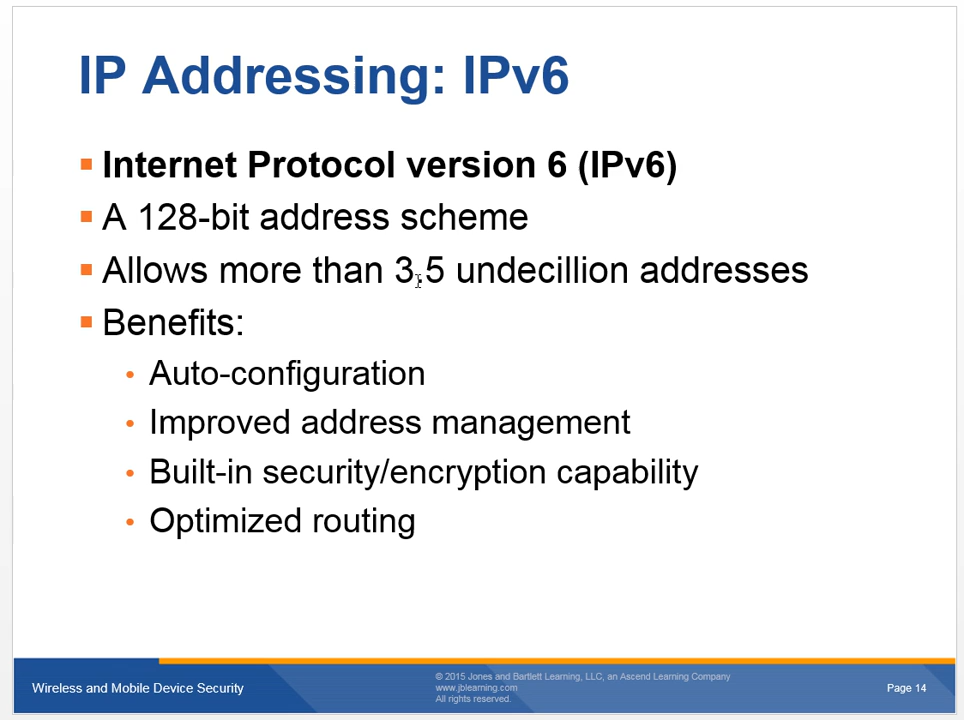 IP Addressing: IPv6
Internet Protocol version 6 (IPv6)
A 128-bit address scheme
Allows more than 3.5 undecillion addresses
Benefits:
Auto-configuration
Improved address management
Built-in security/encryption capability
Optimized routing
Wireless and Mobile Device Security
© 2015 Jones and Bartlett Learning, LLC, an Ascend Learning Company
www.jblearning.com
All rights reserved.
Page 14